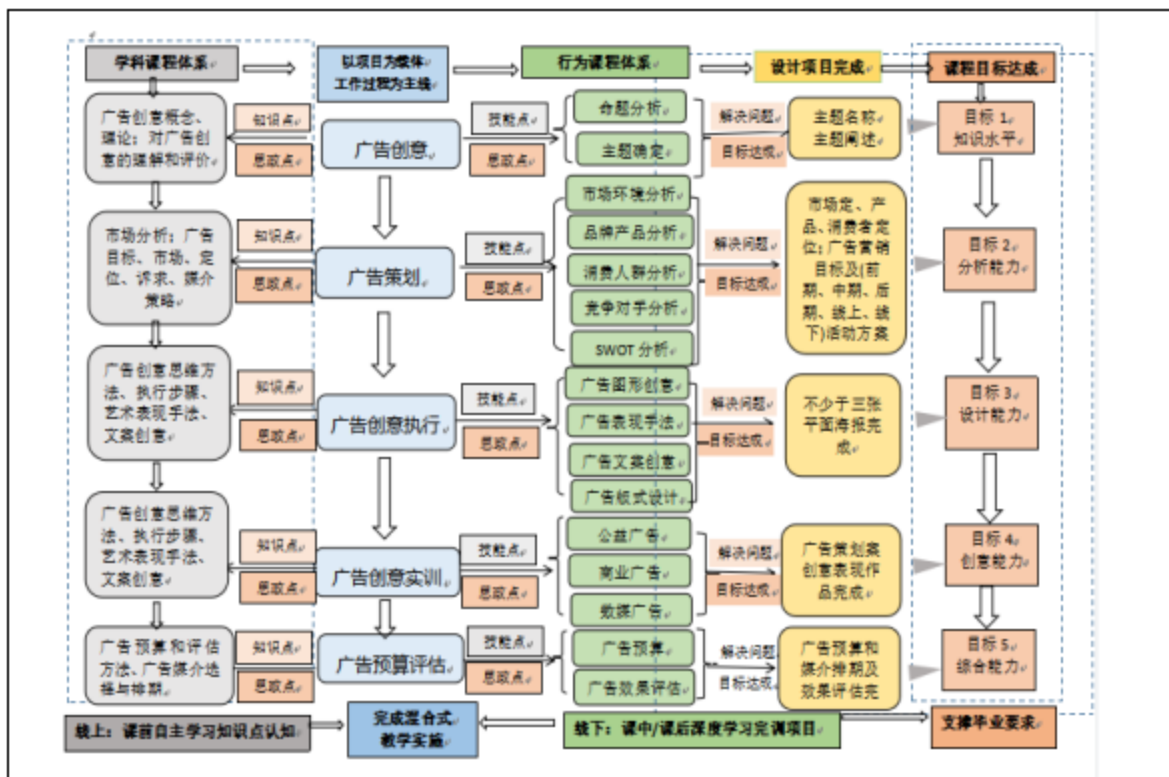 学科课程体系
以项目为载体
工作过程为主线
行为课程体系
设计项目完成
课程目标达成
广告创意概念、
理论；对广告创
意的理解和评价
知识点
思政点
广告创意
技能点
思政点
命题分析
主题确定
解决问题
目标达成
主题名称
主题阐述
目标 1
知识水平
市场分析；广告
目标、市场、定
位、诉求、媒介
策略
知识点
思政点
广告策划
技能点
思政点
市场环境分析
品牌产品分析
消费人群分析
竞争对手分析
SWOT 分析
解决问题
目标达成
市场定、产
品、消费者定
位；广告营销
目标及(前
期、中期、后
期、线上、线
下)活动方案
目标 2
分析能力
广告创意思维方
法、执行步骤、
艺术表现手法、
文案创意
知识点
思政点
广告创意执行
技能点
思政点
广告图形创意
广告表现手法
广告文案创意
广告版式设计
解决问题
目标达成
不少于三张
平面海报完
成
目标 3
设计能力
广告创意思维方
法、执行步骤、
艺术表现手法、
文案创意
知识点
思政点
广告创意实训
技能点
思政点
公益广告
商业广告
数媒广告
解决问题
目标达成
广告策划案
创意表现作
品完成
目标 4
创意能力
广告预算和评估
方法、广告媒介选
择与排期
知识点
思政点
广告预算评估
技能点
思政点
广告预算
广告效果评估
解决问题
目标达成
广告预算和
媒介排期及
效果评估完
目标 5
综合能力
线上：课前自主学习知识点认知
完成混合式
教学实施
线下：课中/课后深度学习完调项目
支撑毕业要求